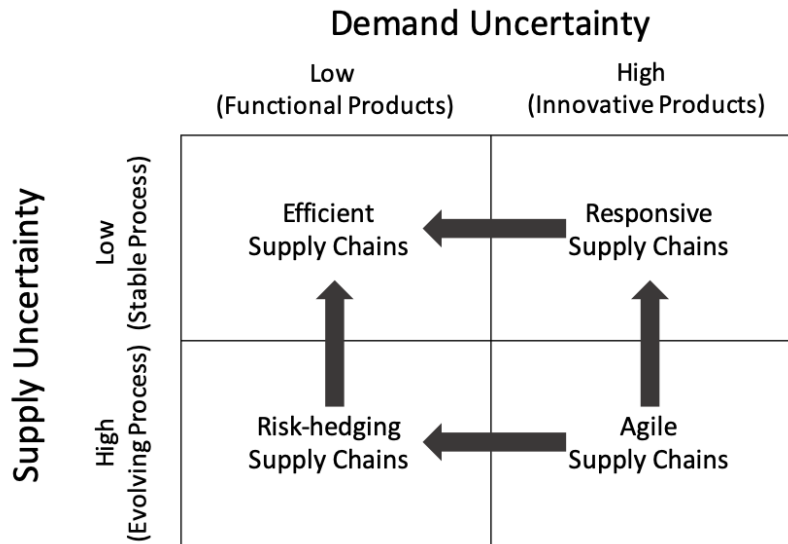 Demand Uncertainty
Low
(Functional Products)
High
(Innovative Products)
Supply Uncertainty
Low
(Stable Process)
Efficient
Supply Chains
Responsive
Supply Chains
High
(Evolving Process)
Risk-hedging
Supply Chains
Agile
Supply Chains